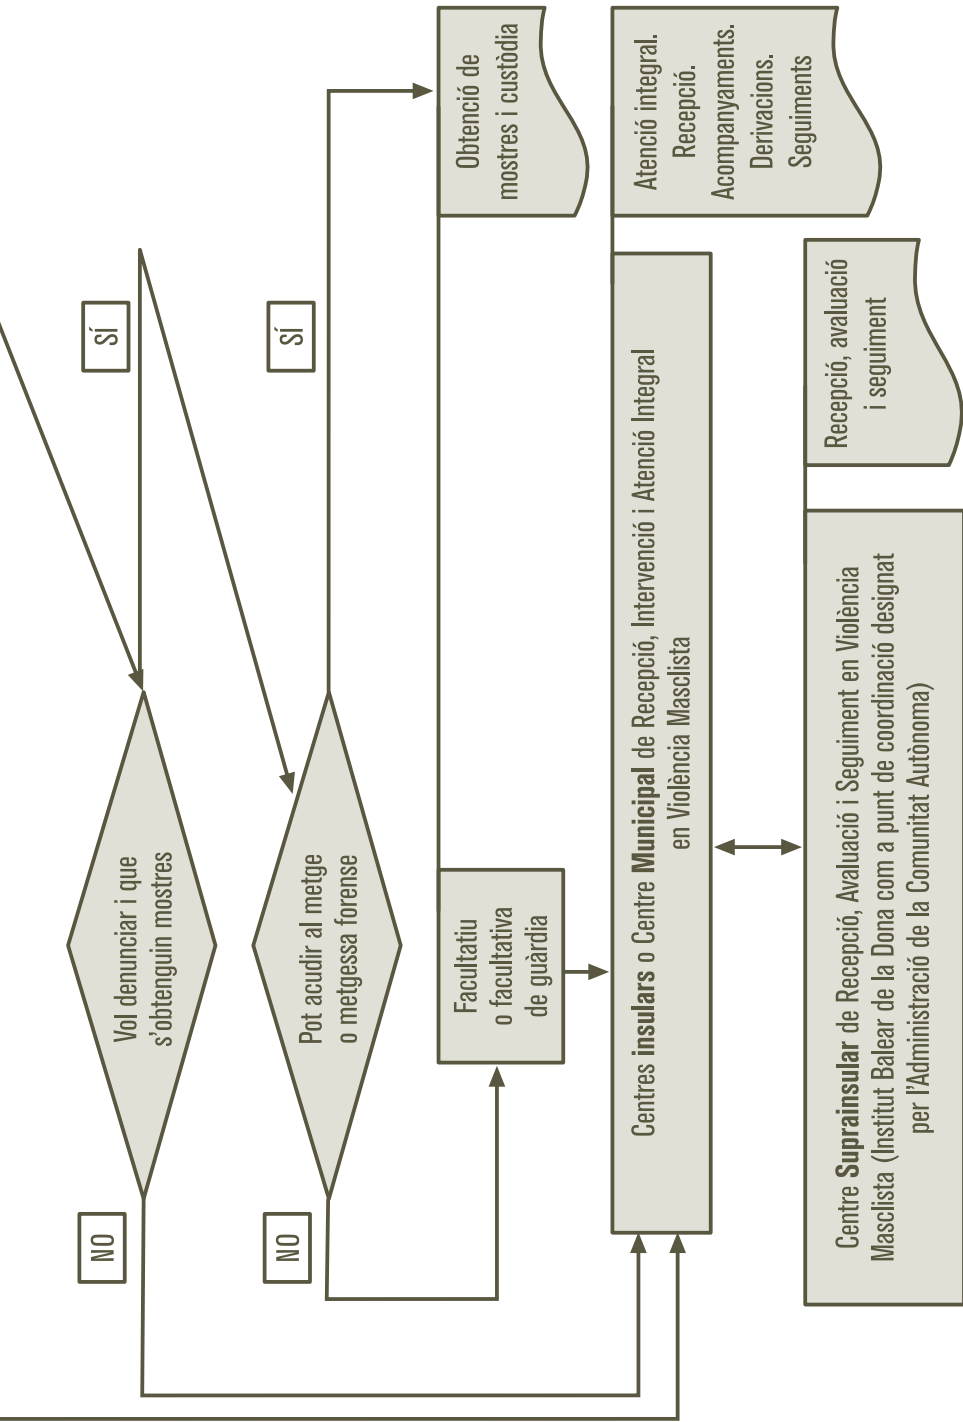 SÍ
Vol denunciar i que
s'obtenguin mostres
NO
SÍ
Pot acudir al metge
o metgessa forense
NO
Obtenció de
mostres i custòdia
Facultatiu
o facultativa
de guàrdia
Atenció integral.
Recepció.
Acompanyaments.
Derivacions.
Seguiments
Centres insulars o Centre Municipal de Recepció, Intervenció i Atenció Integral
en Violència Masclista
Recepció, avaluació
i seguiment
Centre Suprainsular de Recepció, Avaluació i Seguiment en Violència
Masclista (Institut Balear de la Dona com a punt de coordinació designat
per l'Administració de la Comunitat Autònoma)